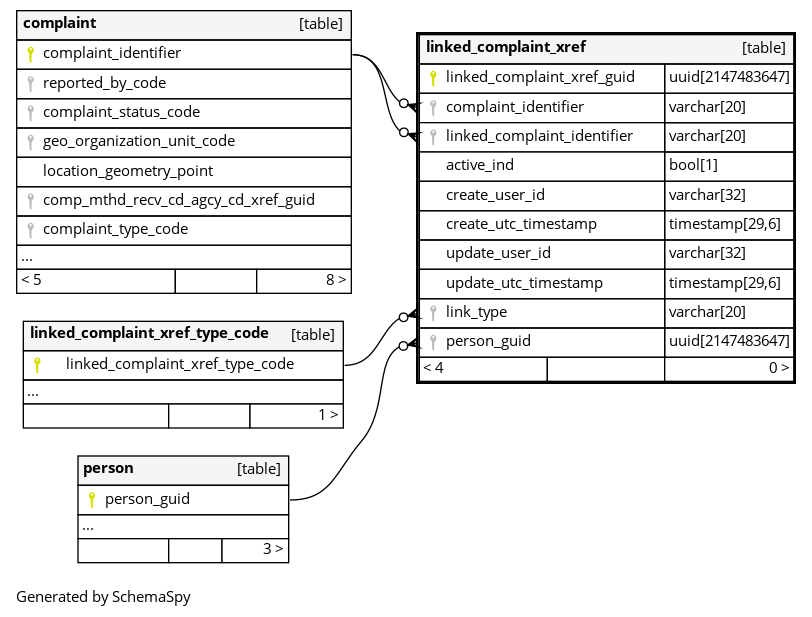 complaint [table]
complaint_identifier
reported_by_code
complaint_status_code
geo_organization_unit_code
location_geometry_point
comp_mthd_recv_cd_agcy_cd_xref_guid
complaint_type_code
...
< 5 8 >
linked_complaint_xref [table]
linked_complaint_xref_guid uuid[2147483647]
complaint_identifier varchar[20]
linked_complaint_identifier varchar[20]
active_ind bool[1]
create_user_id varchar[32]
create_utc_timestamp timestamp[29,6]
update_user_id varchar[32]
update_utc_timestamp timestamp[29,6]
link_type varchar[20]
person_guid uuid[2147483647]
< 4 0 >
linked_complaint_xref_type_code [table]
linked_complaint_xref_type_code
...
1 >
person [table]
person_guid
...
3 >
Generated by SchemaSpy